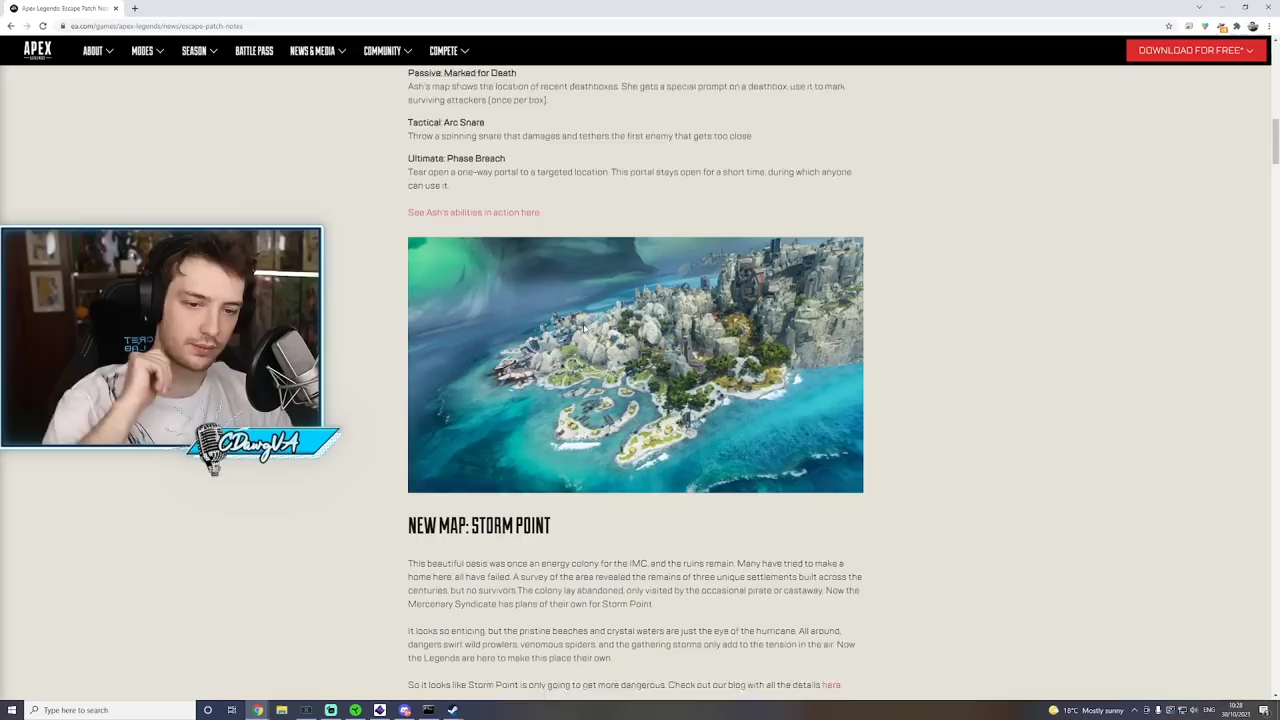 Apex Legends: Escape Patch Note
ea.com/games/apex-legends/news/escape-patch-notes
APEX
LEGENDS
ABOUT
MODES
SEASON
BATTLE PASS
NEWS & MEDIA
COMMUNITY
COMPETE
DOWNLOAD FOR FREE*
Passive: Marked for Death
Ash's map shows the location of recent deathboxes. She gets a special prompt on a deathbox, use it to mark
surviving attackers (once per box).
Tactical: Arc Snare
Throw a spinning snare that damages and tethers the first enemy that gets too close
Ultimate: Phase Breach
Tear open a one-way portal to a targeted location. This portal stays open for a short time, during which anyone
can use it.
See Ash's abilities in action here.
CDawgVA
NEW MAP: STORM POINT
This beautiful oasis was once an energy colony for the IMC, and the ruins remain. Many have tried to make a
home here; all have failed. A survey of the area revealed the remains of three unique settlements built across the
centuries, but no survivors.The colony lay abandoned, only visited by the occasional pirate or castaway. Now the
Mercenary Syndicate has plans of their own for Storm Point
It looks so enticing, but the pristine beaches and crystal waters are just the eye of the hurricane. All around,
dangers swirl: wild prowlers, venomous spiders, and the gathering storms only add to the tension in the air. Now
the Legends are here to make this place their own.
So it looks like Storm Point is only going to get more dangerous. Check out our blog with all the details here.
Type here to search
18°C Mostly sunny
ENG
10:28
30/10/2021